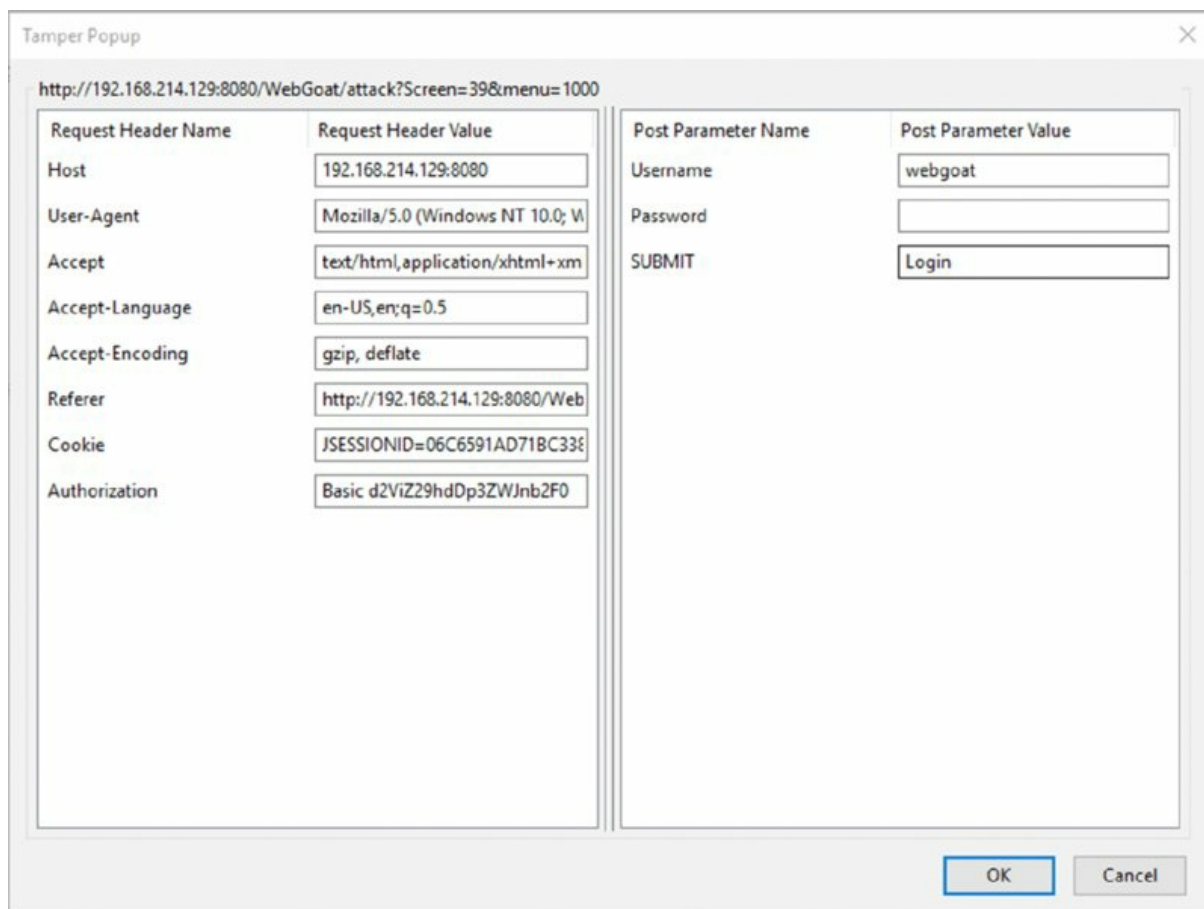 Tamper Popup
http://192.168.214.129:8080/WebGoat/attack?Screen=39&menu=1000
Request Header Name Request Header Value
Host 192.168.214.129:8080
User-Agent Mozilla/5.0 (Windows NT 10.0; W
Accept text/html,application/xhtml+xm
Accept-Language en-US,en;q=0.5
Accept-Encoding gzip, deflate
Referer http://192.168.214.129:8080/Web
Cookie JSESSIONID=06C6591AD71BC338
Authorization Basic d2ViZ29hdDp3ZWJnb2F0
Post Parameter Name Post Parameter Value
Username webgoat
Password
SUBMIT Login
OK Cancel